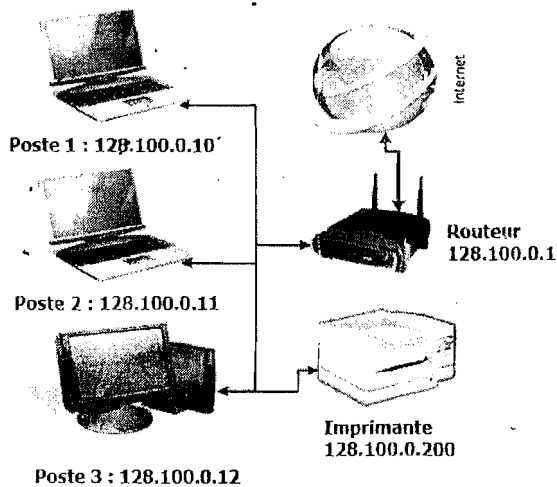 Poste 1 : 128.100.0.10
Internet
Routeur
128.100.0.1
Poste 2 : 128.100.0.11
Imprimante
128.100.0.200
Poste 3 : 128.100.0.12